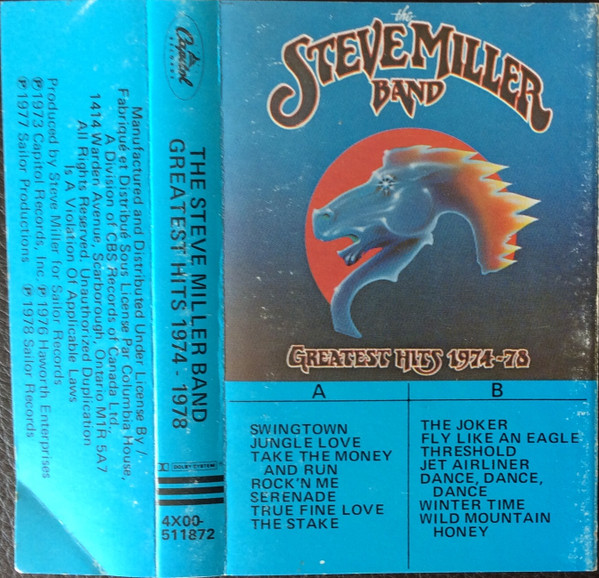 Manufactured and Distributed Under License By /-
Fabriqué et Distribué Sous License Par Columbia House,
A Division of CBS Records of Canada Ltd.,
1414 Warden Avenue, Scarborough, Ontario M1R 5A7
All Rights Reserved. Unauthorized Duplication
Is A Violation Of Applicable Laws
Produced by Steve Miller for Sailor Records
℗1973 Capitol Records, Inc. ℗1976 Haworth Enterprises
℗1977 Sailor Productions ℗1978 Sailor Records
Capitol
RECORDS
THE STEVE MILLER BAND
GREATEST HITS 1974 - 1978
DOLBY SYSTEM
4X00-
511872
the
STEVE MILLER
BAND
GREATEST HITS 1974-78
A
SWINGTOWN
JUNGLE LOVE
TAKE THE MONEY
AND RUN
ROCK'N ME
SERENADE
TRUE FINE LOVE
THE STAKE
B
THE JOKER
FLY LIKE AN EAGLE
THRESHOLD
JET AIRLINER
DANCE, DANCE,
DANCE
WINTER TIME
WILD MOUNTAIN
HONEY